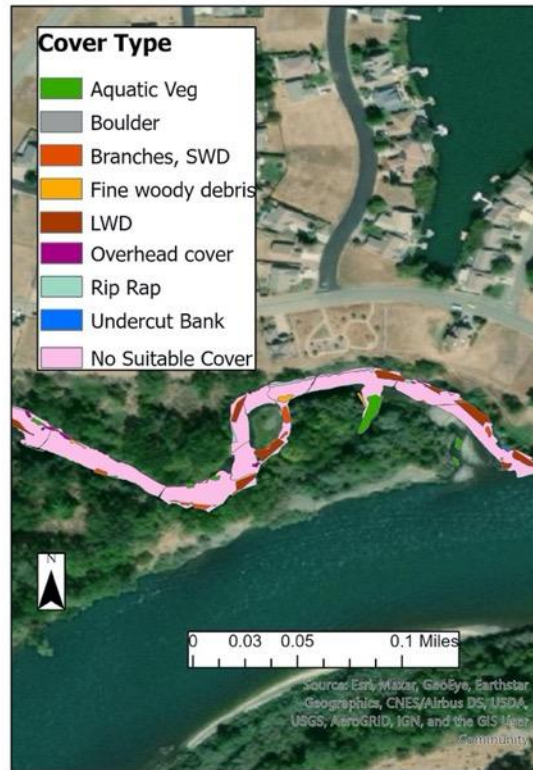 Cover Type
Aquatic Veg
Boulder
Branches, SWD
Fine woody debris
LWD
Overhead cover
Rip Rap
Undercut Bank
No Suitable Cover
N
0 0.03 0.05 0.1 Miles
Source: Esri, Maxar, GeoEye, Earthstar
Geographics, CNES/Airbus DS, USDA,
USGS, AeroGRID, IGN, and the GIS User
Community